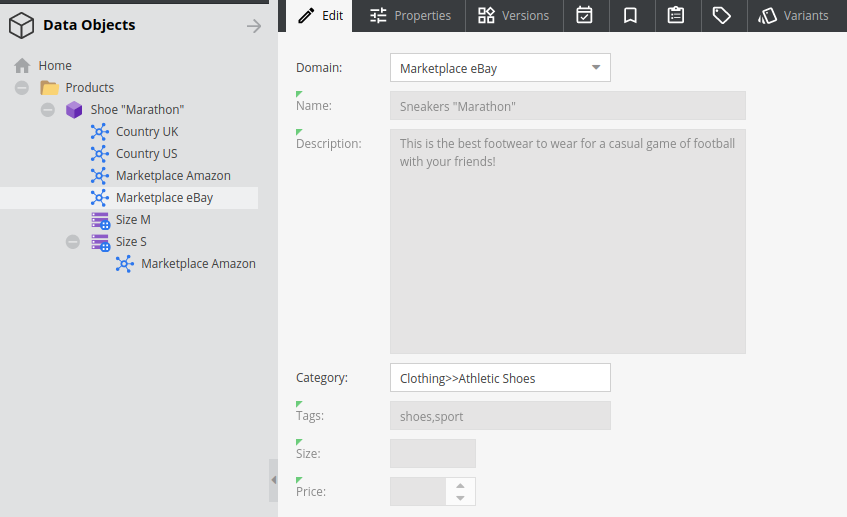 Data Objects
Home
Products
Shoe "Marathon"
Country UK
Country US
Marketplace Amazon
Marketplace eBay
Size M
Size S
Marketplace Amazon
Edit
Properties
Versions
Variants
Domain:
Marketplace eBay
Name:
Sneakers "Marathon"
Description:
This is the best footwear to wear for a casual game of football
with your friends!
Category:
Clothing>>Athletic Shoes
Tags:
shoes,sport
Size:
Price: